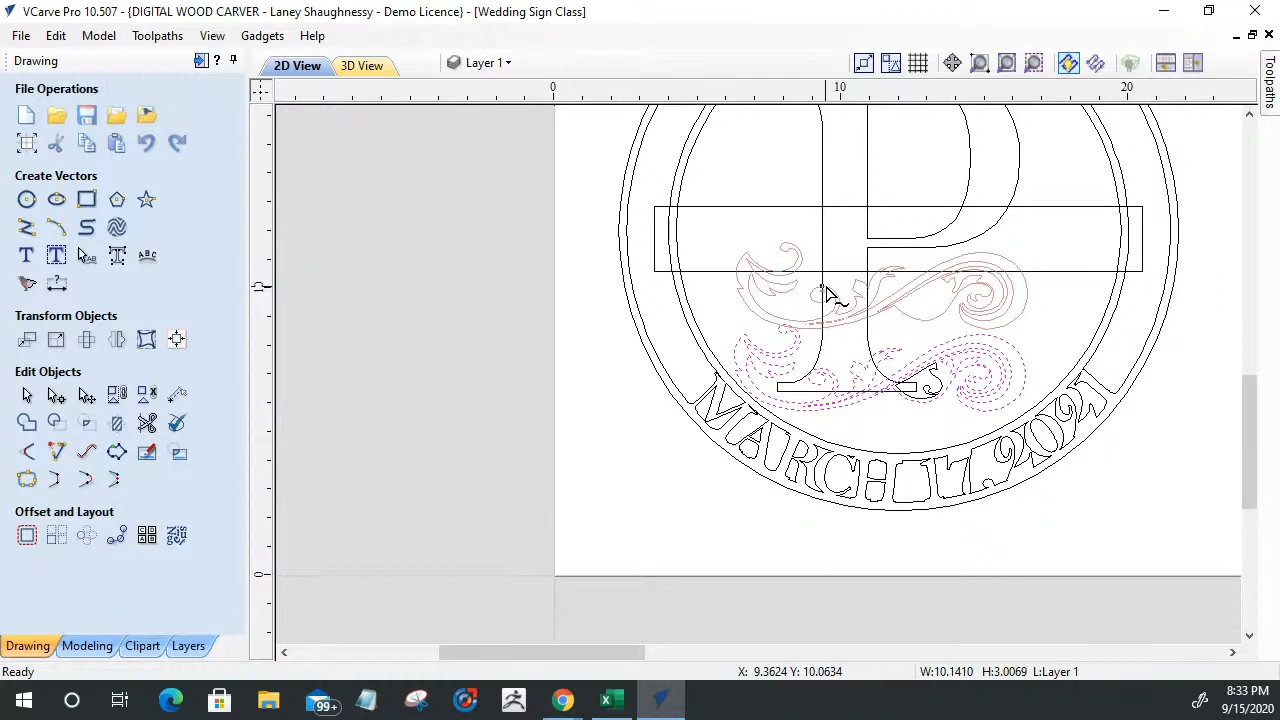 VCarve Pro 10.507 - {DIGITAL WOOD CARVER - Laney Shaughnessy - Demo Licence} - [Wedding Sign Class]
File Edit Model Toolpaths View Gadgets Help
Drawing
2D View
3D View
Layer 1
File Operations
Create Vectors
Transform Objects
Edit Objects
Offset and Layout
0 10 20
0
P
MARCH 17, 2021
Toolpaths
Drawing Modeling Clipart Layers
Ready
X: 9.3624 Y: 10.0634
W:10.1410 H:3.0069 L:Layer 1
99+
8:33 PM
9/15/2020